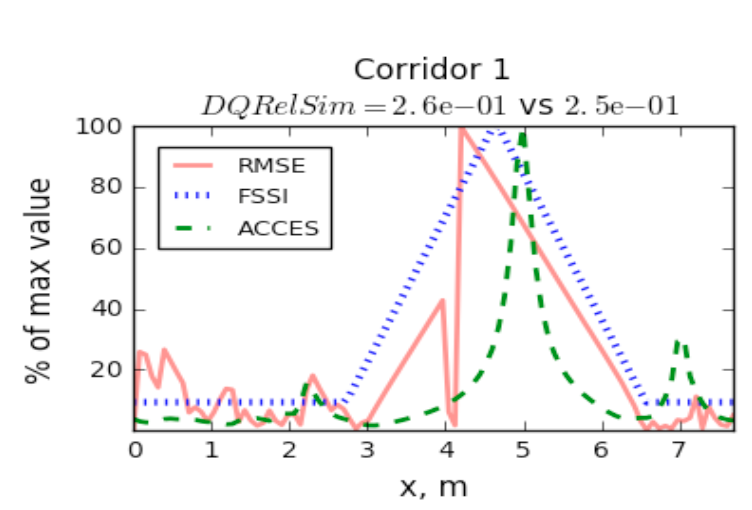 Corridor 1
DQRelSim = 2.6e−01 vs 2.5e−01
% of max value
100
80
60
40
20
RMSE
FSSI
ACCES
0 1 2 3 4 5 6 7
x, m